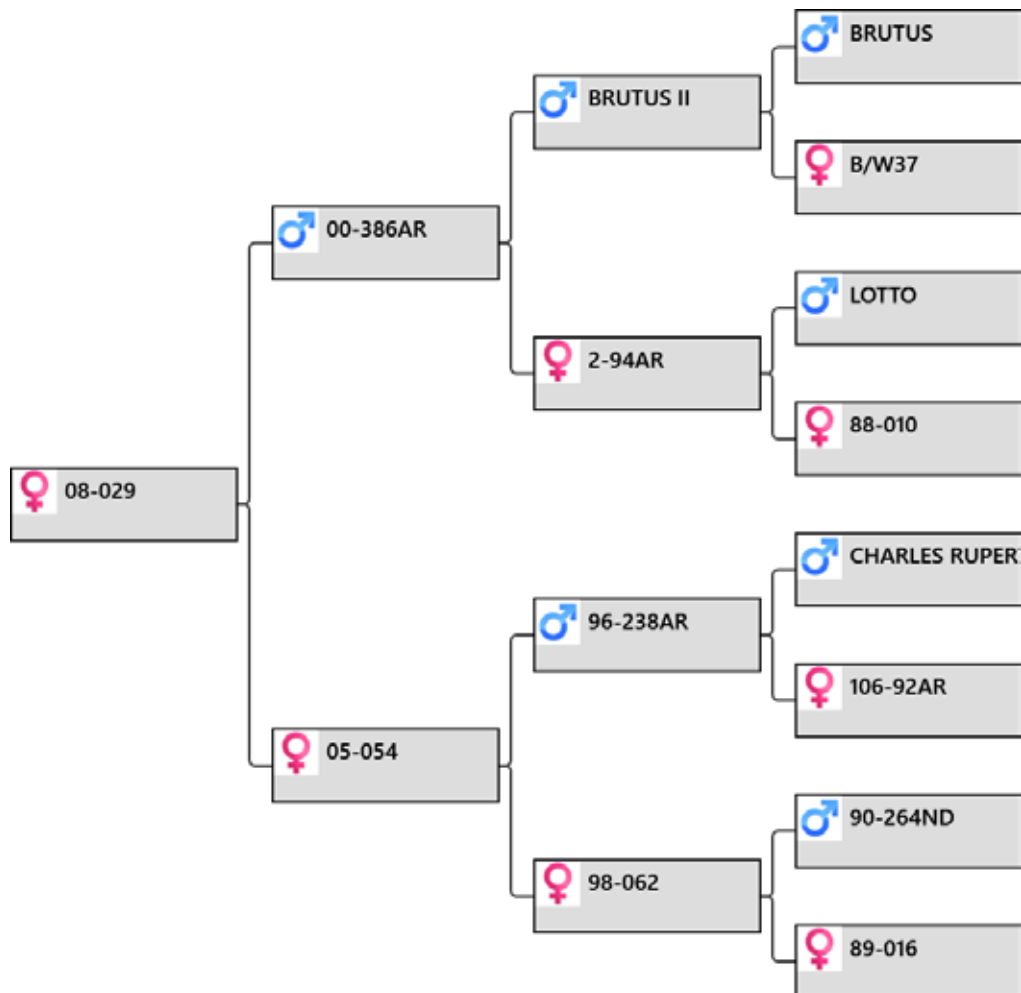 BRUTUS
BRUTUS II
B/W37
00-386AR
LOTTO
2-94AR
88-010
08-029
CHARLES
96-238AR
106-92AR
05-054
90-264ND
98-062
89-016